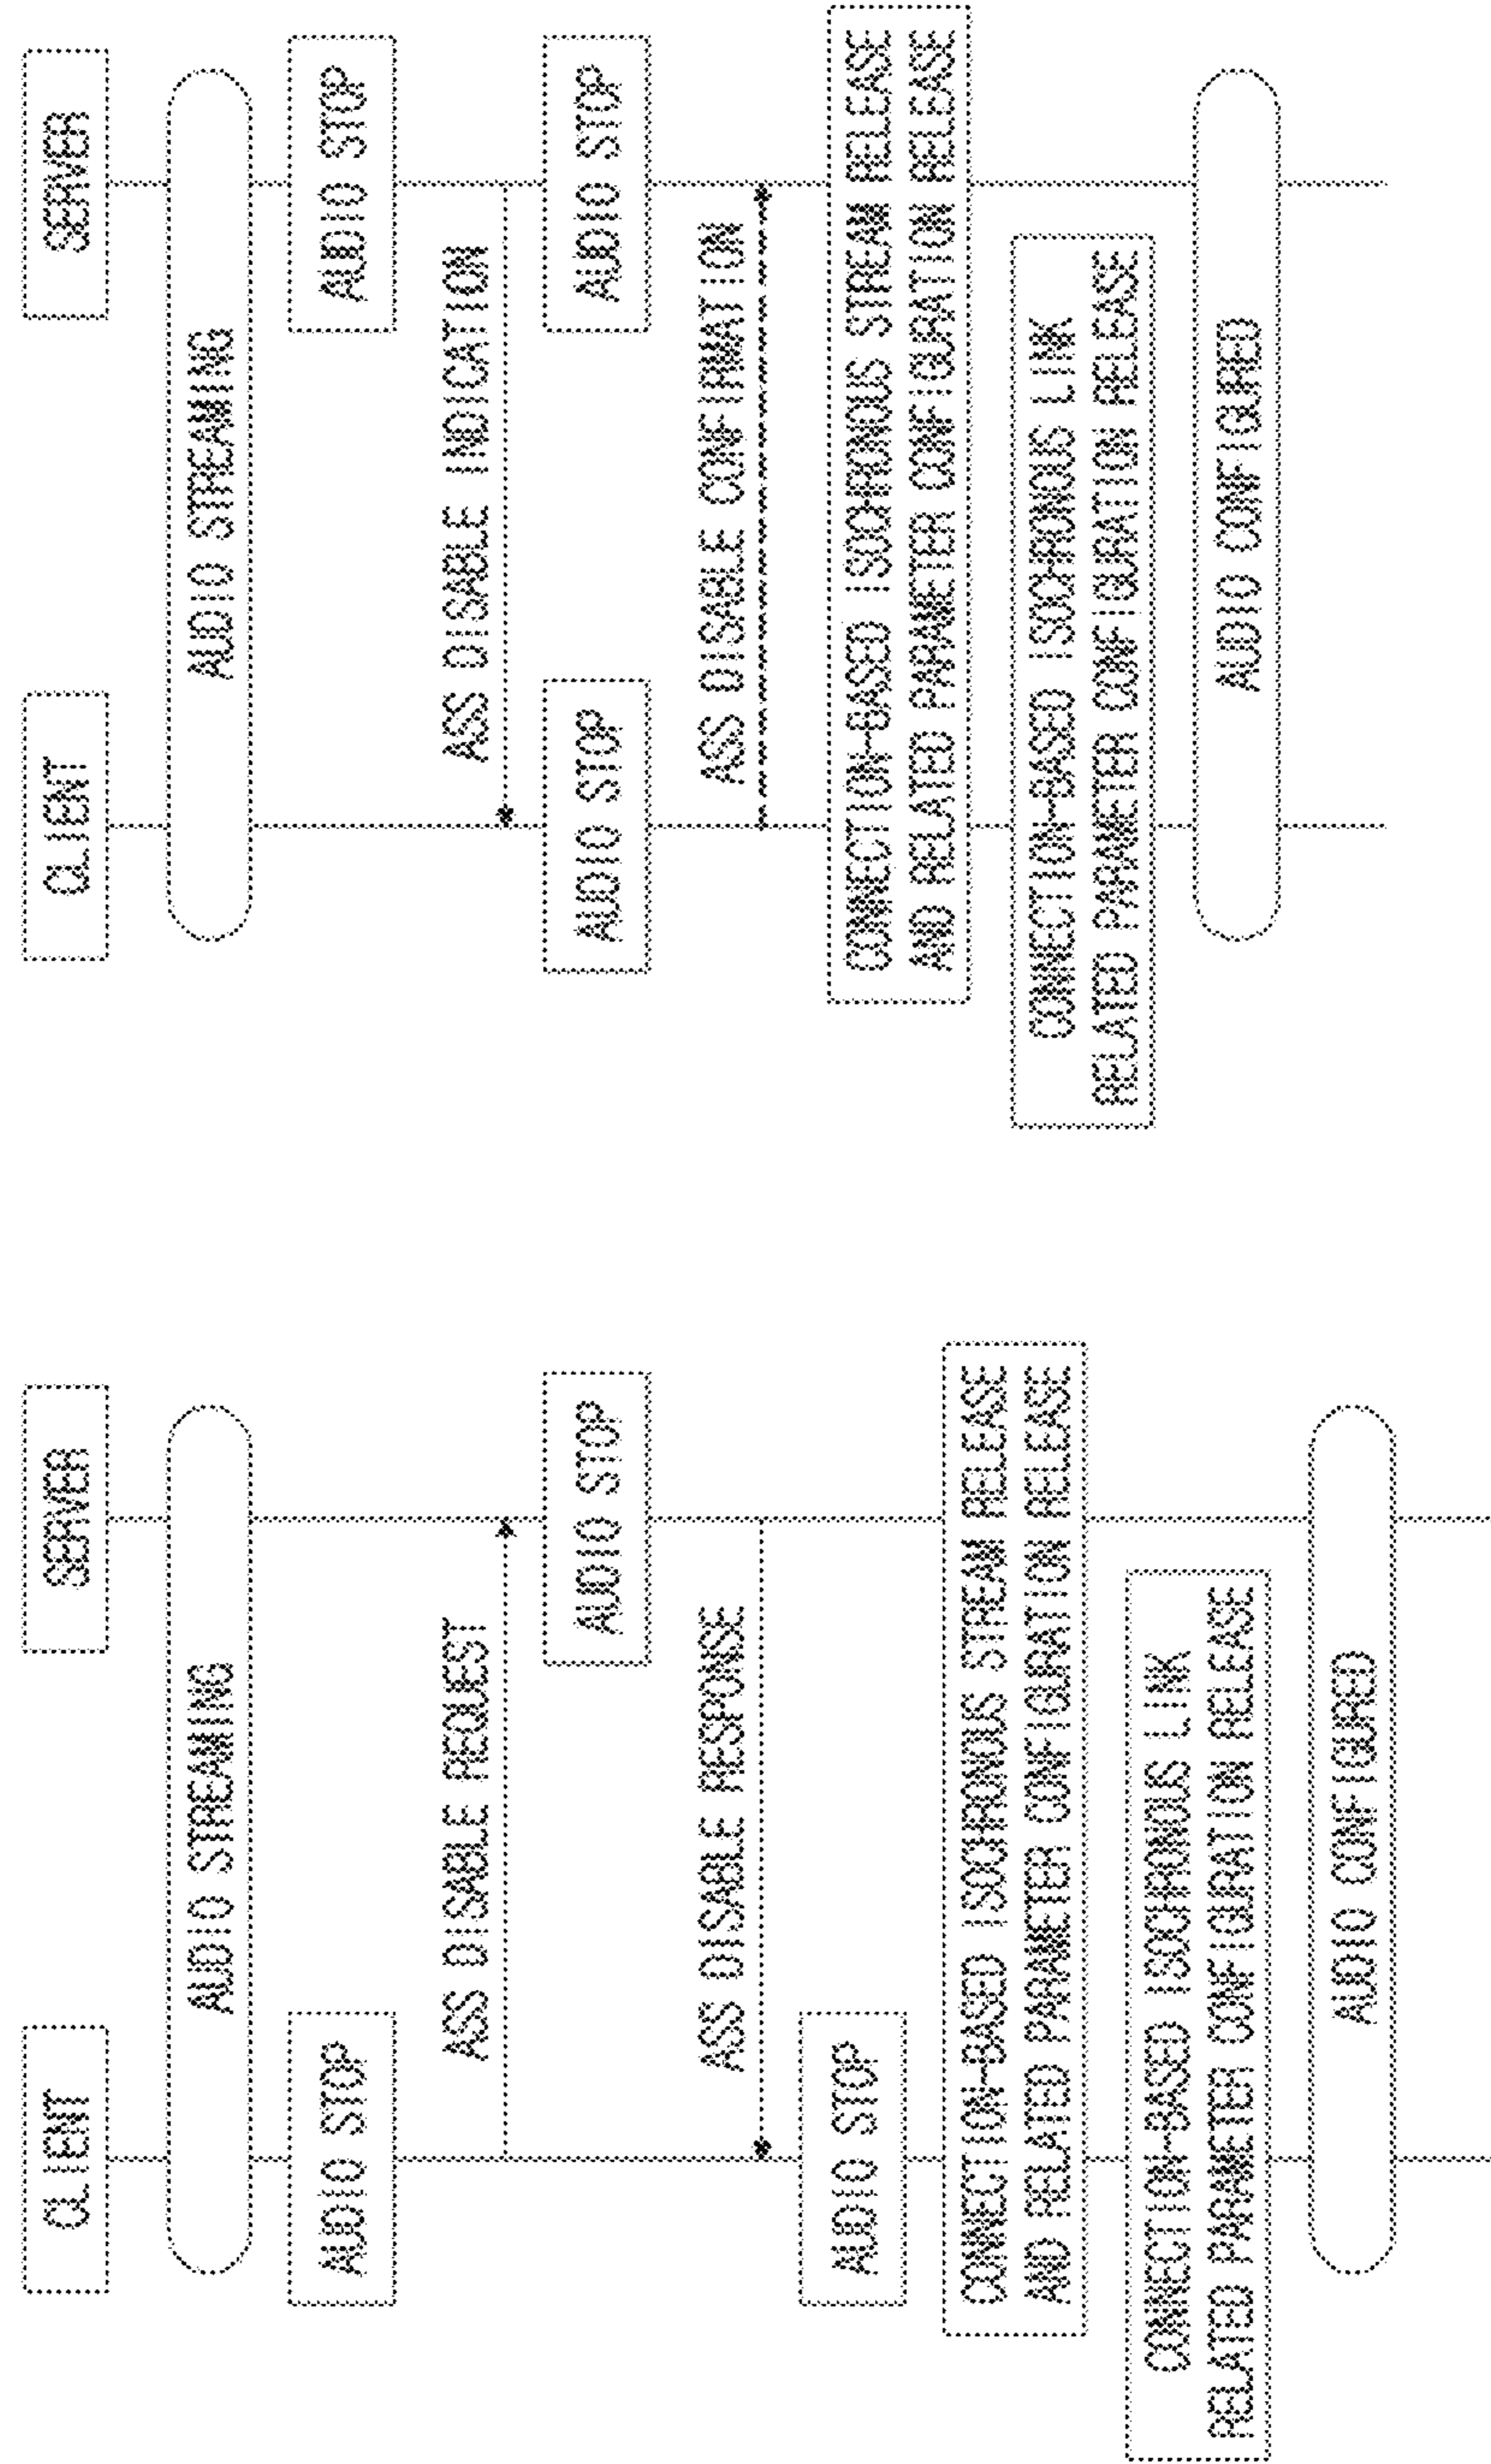 CLIENT
SERVER
AUDIO STREAMING
AUDIO STOP
ASS DISABLE REQUEST
AUDIO STOP
ASS DISABLE RESPONSE
AUDIO STOP
CONNECTION-BASED ISOCHRONOUS STREAM RELEASE
AND RELATED PARAMETER CONFIGURATION RELEASE
CONNECTION-BASED ISOCHRONOUS LINK
RELATED PARAMETER CONFIGURATION RELEASE
AUDIO CONFIGURED
CLIENT
SERVER
AUDIO STREAMING
AUDIO STOP
ASS DISABLE INDICATION
AUDIO STOP
AUDIO STOP
ASS DISABLE CONFIRMATION
CONNECTION-BASED ISOCHRONOUS STREAM RELEASE
AND RELATED PARAMETER CONFIGURATION RELEASE
CONNECTION-BASED ISOCHRONOUS LINK
RELATED PARAMETER CONFIGURATION RELEASE
AUDIO CONFIGURED